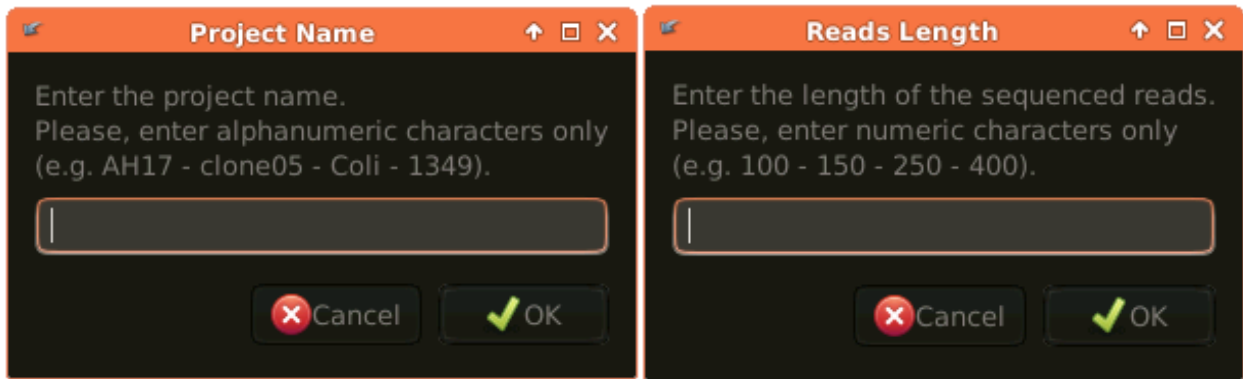 Project Name
Enter the project name.
Please, enter alphanumeric characters only
(e.g. AH17 - clone05 - Coli - 1349).
Cancel
OK
Reads Length
Enter the length of the sequenced reads.
Please, enter numeric characters only
(e.g. 100 - 150 - 250 - 400).
Cancel
OK